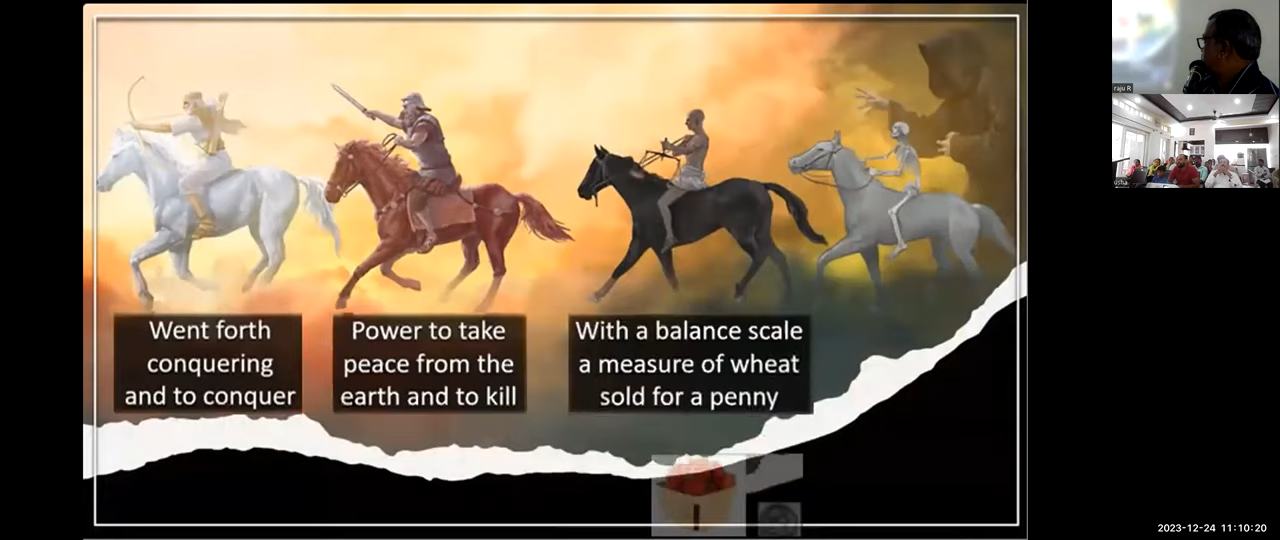 Went forth
conquering
and to conquer
Power to take
peace from the
earth and to kill
With a balance scale
a measure of wheat
sold for a penny
raju R
2023-12-24 11:10:20